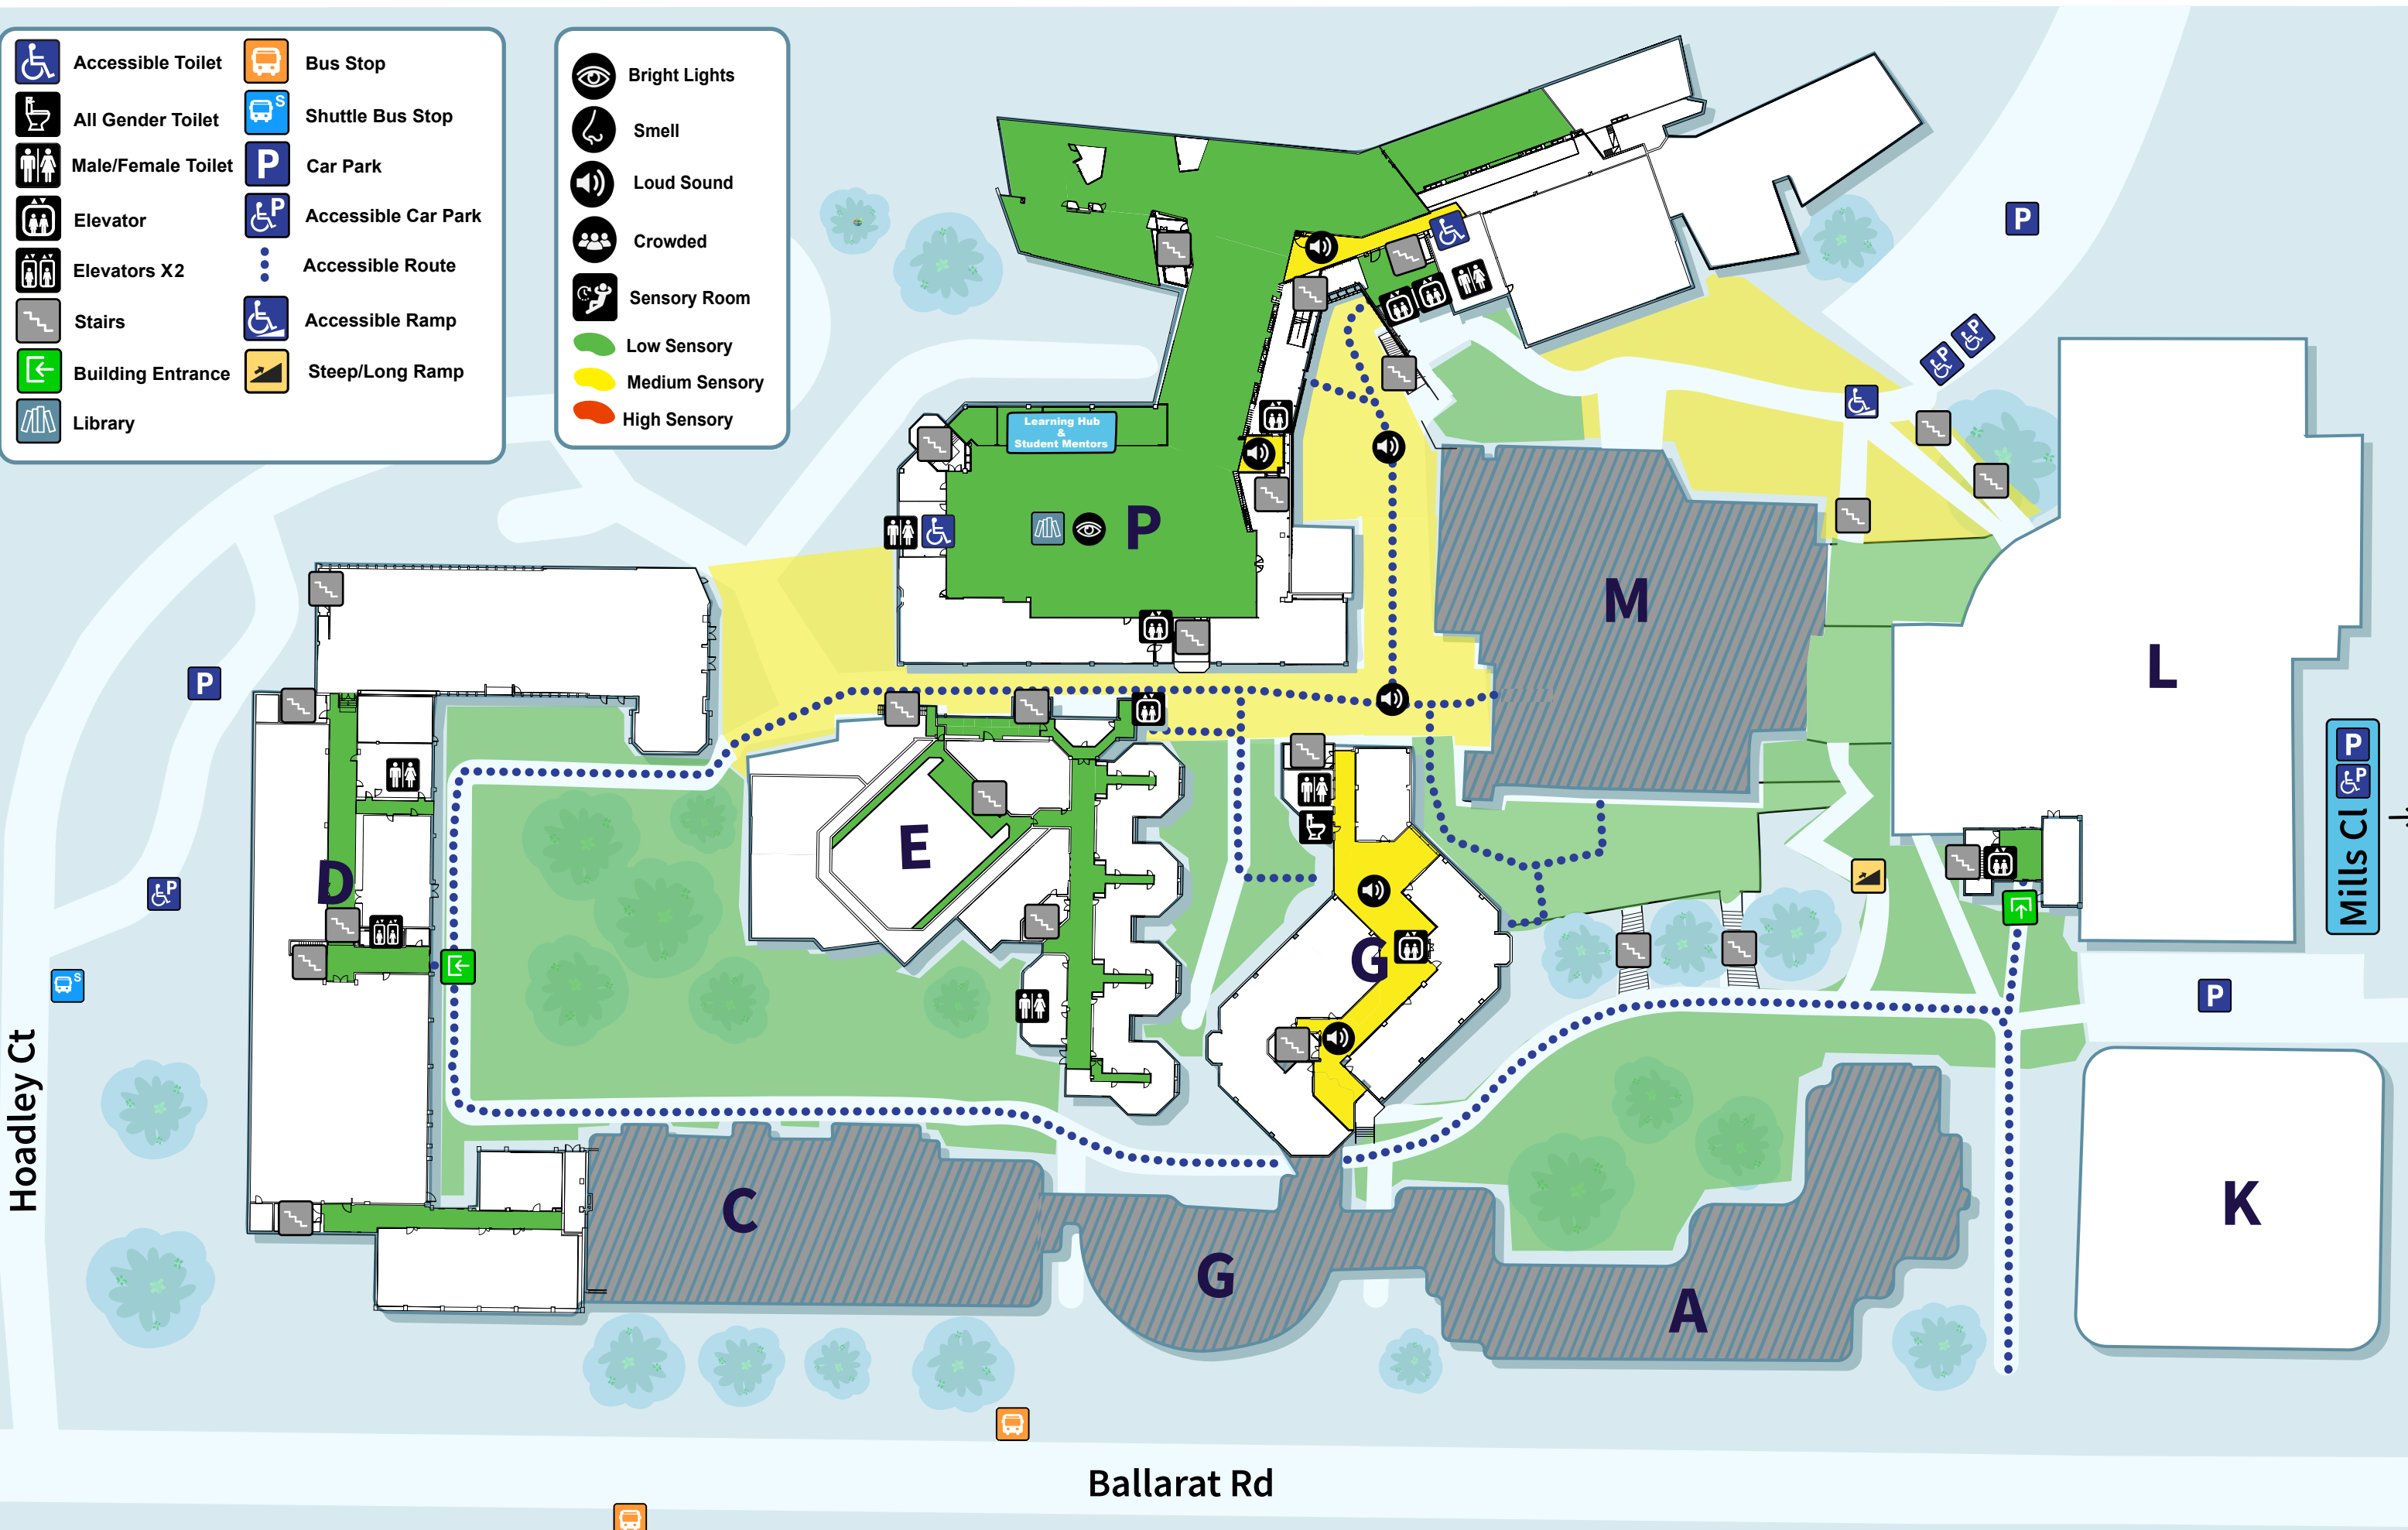 Accessible Toilet
All Gender Toilet
Male/Female Toilet
Elevator
Elevators X2
Stairs
Building Entrance
Library
Bus Stop
S
Shuttle Bus Stop
P
Car Park
P
Accessible Car Park
Accessible Route
Accessible Ramp
Steep/Long Ramp
Bright Lights
Smell
Loud Sound
Crowded
Sensory Room
Low Sensory
Medium Sensory
High Sensory
P
P
P
Learning Hub
&
Student Mentors
P
M
L
P
P
P
Mills Cl
E
D
P
G
S
P
Hoadley Ct
C
G
A
K
Ballarat Rd